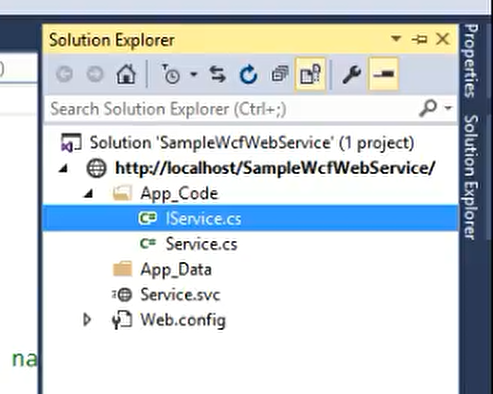 Solution Explorer
Search Solution Explorer (Ctrl+;)
Solution 'SampleWcfWebService' (1 project)
http://localhost/SampleWcfWebService/
App_Code
IService.cs
Service.cs
App_Data
Service.svc
Web.config
na
Properties
Solution Explorer